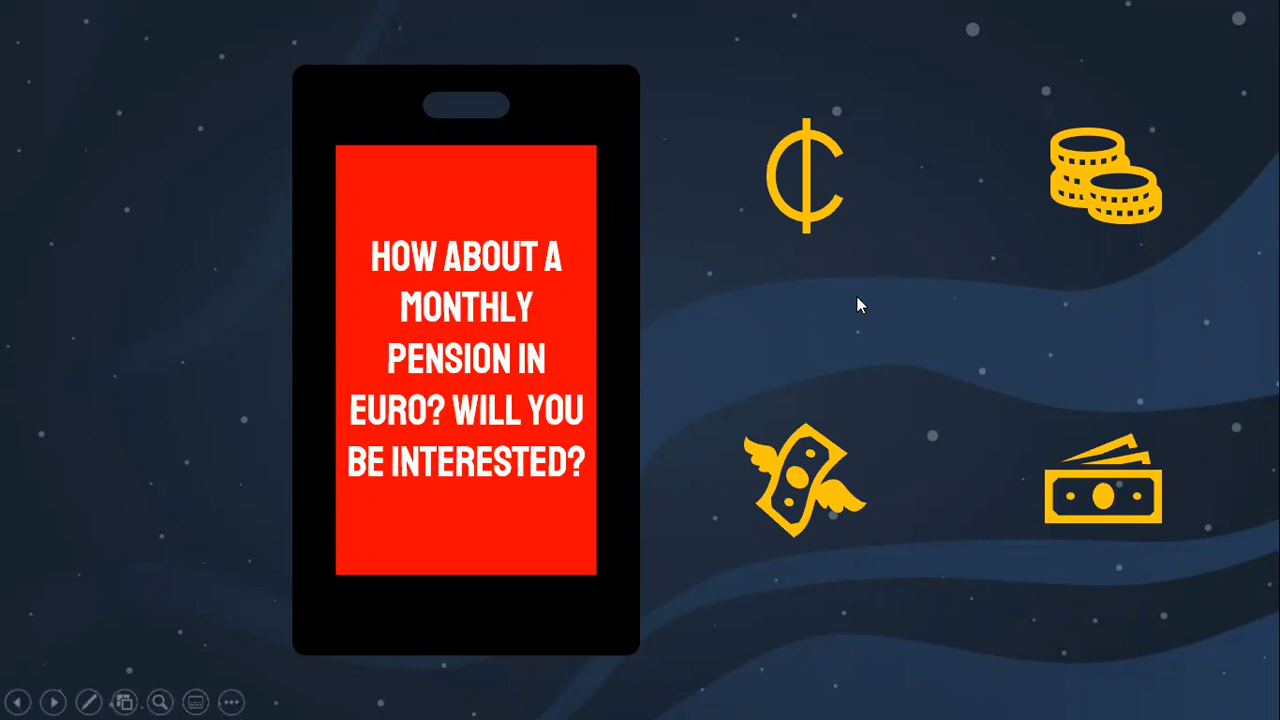 HOW ABOUT A
MONTHLY
PENSION IN
EURO? WILL YOU
BE INTERESTED?